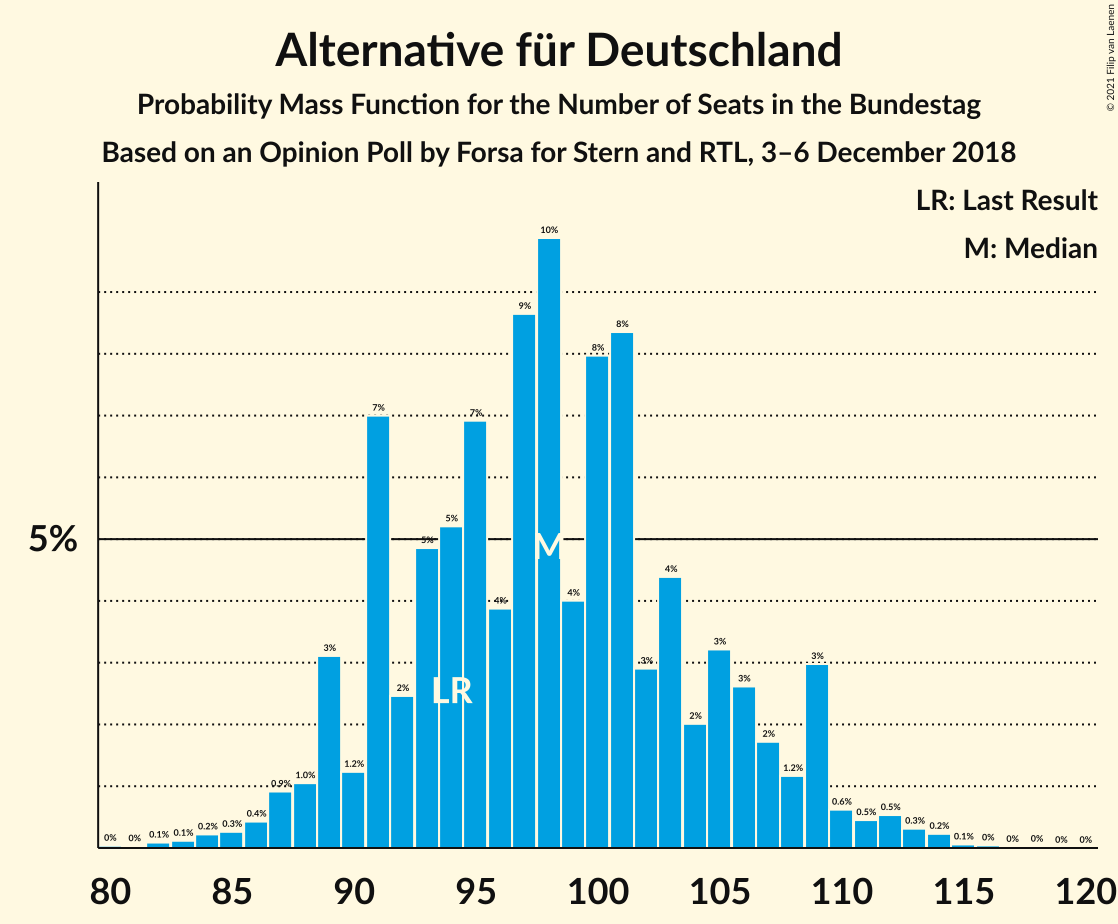 Alternative für Deutschland
Probability Mass Function for the Number of Seats in the Bundestag
Based on an Opinion Poll by Forsa for Stern and RTL, 3–6 December 2018
© 2021 Filip van Laenen
LR: Last Result
M: Median
5%
0% 0% 0.1% 0.1% 0.2% 0.3% 0.4% 0.9% 1.0% 3% 1.2% 7% 2% 5% 5% 7% 4% 9% 10% 4% 8% 8% 3% 4% 2% 3% 3% 2% 1.2% 3% 0.6% 0.5% 0.5% 0.3% 0.2% 0.1% 0% 0% 0% 0% 0%
M
LR
80 85 90 95 100 105 110 115 120